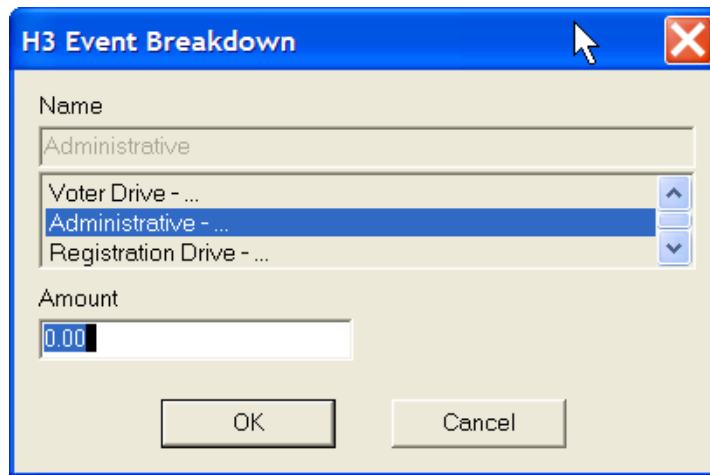 H3 Event Breakdown
Name
Administrative
Voter Drive - ...
Administrative - ...
Registration Drive - ...
Amount
0.00
OK
Cancel